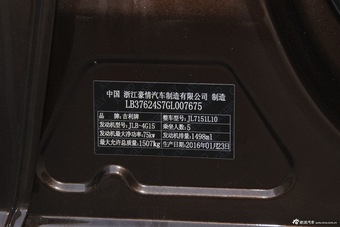 中国 浙江豪情汽车制造有限公司 制造
LB37624S7GL007675
品 牌:吉利牌 整车型号:JL7151L10
发动机型号:JLB-4G15 乘坐人数:5
发动机最大净功率:75kw 发动机排量:1498ml
最大允许总质量:1507kg 生产日期:2016年01月23日